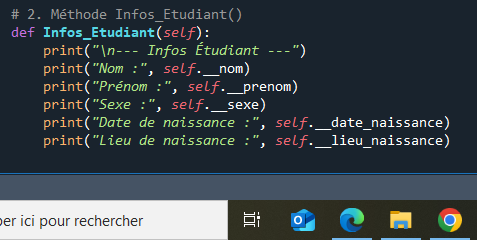 # 2. Méthode Infos_Etudiant()
def Infos_Etudiant(self):
    print("\n--- Infos Étudiant ---")
    print("Nom :", self.__nom)
    print("Prénom :", self.__prenom)
    print("Sexe :", self.__sexe)
    print("Date de naissance :", self.__date_naissance)
    print("Lieu de naissance :", self.__lieu_naissance)
per ici pour rechercher